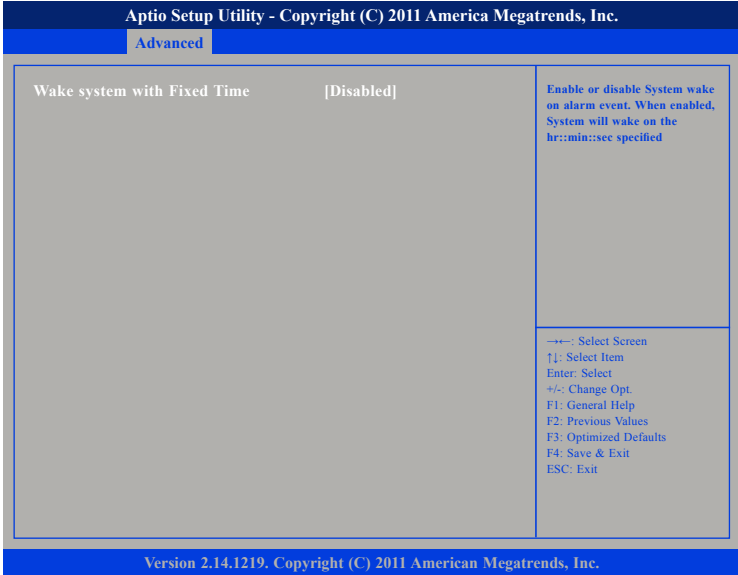 Aptio Setup Utility - Copyright (C) 2011 America Megatrends, Inc.
Advanced
Wake system with Fixed Time [Disabled]
Enable or disable System wake
on alarm event. When enabled,
System will wake on the
hr::min::sec specified
→←: Select Screen
↑↓: Select Item
Enter: Select
+/-: Change Opt.
F1: General Help
F2: Previous Values
F3: Optimized Defaults
F4: Save & Exit
ESC: Exit
Version 2.14.1219. Copyright (C) 2011 American Megatrends, Inc.